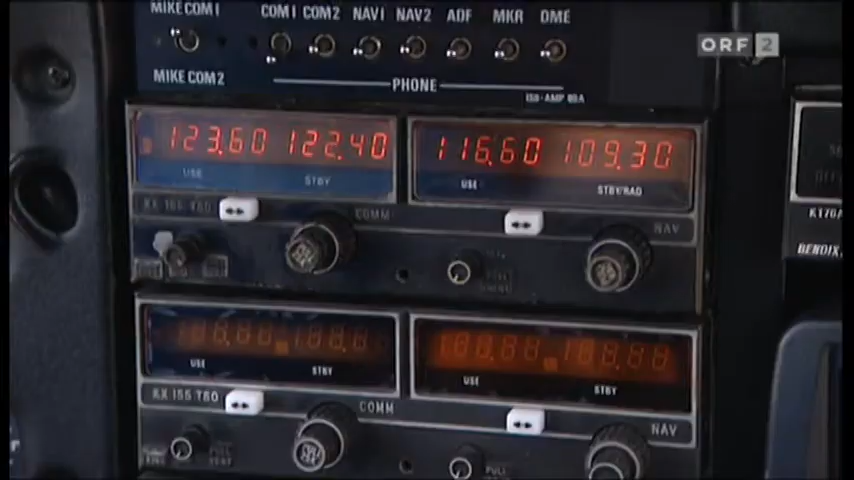 MIKE COM1 COM1 COM2 NAV1 NAV2 ADF MKR DME
ORF 2
MIKE COM2 PHONE
123.60 122.40 116.60 109.30
USE STBY USE STBY/RAD
COMM NAV
K170A
BENDIX
USE STBY USE STBY
KX 155 TSO COMM NAV
PULL